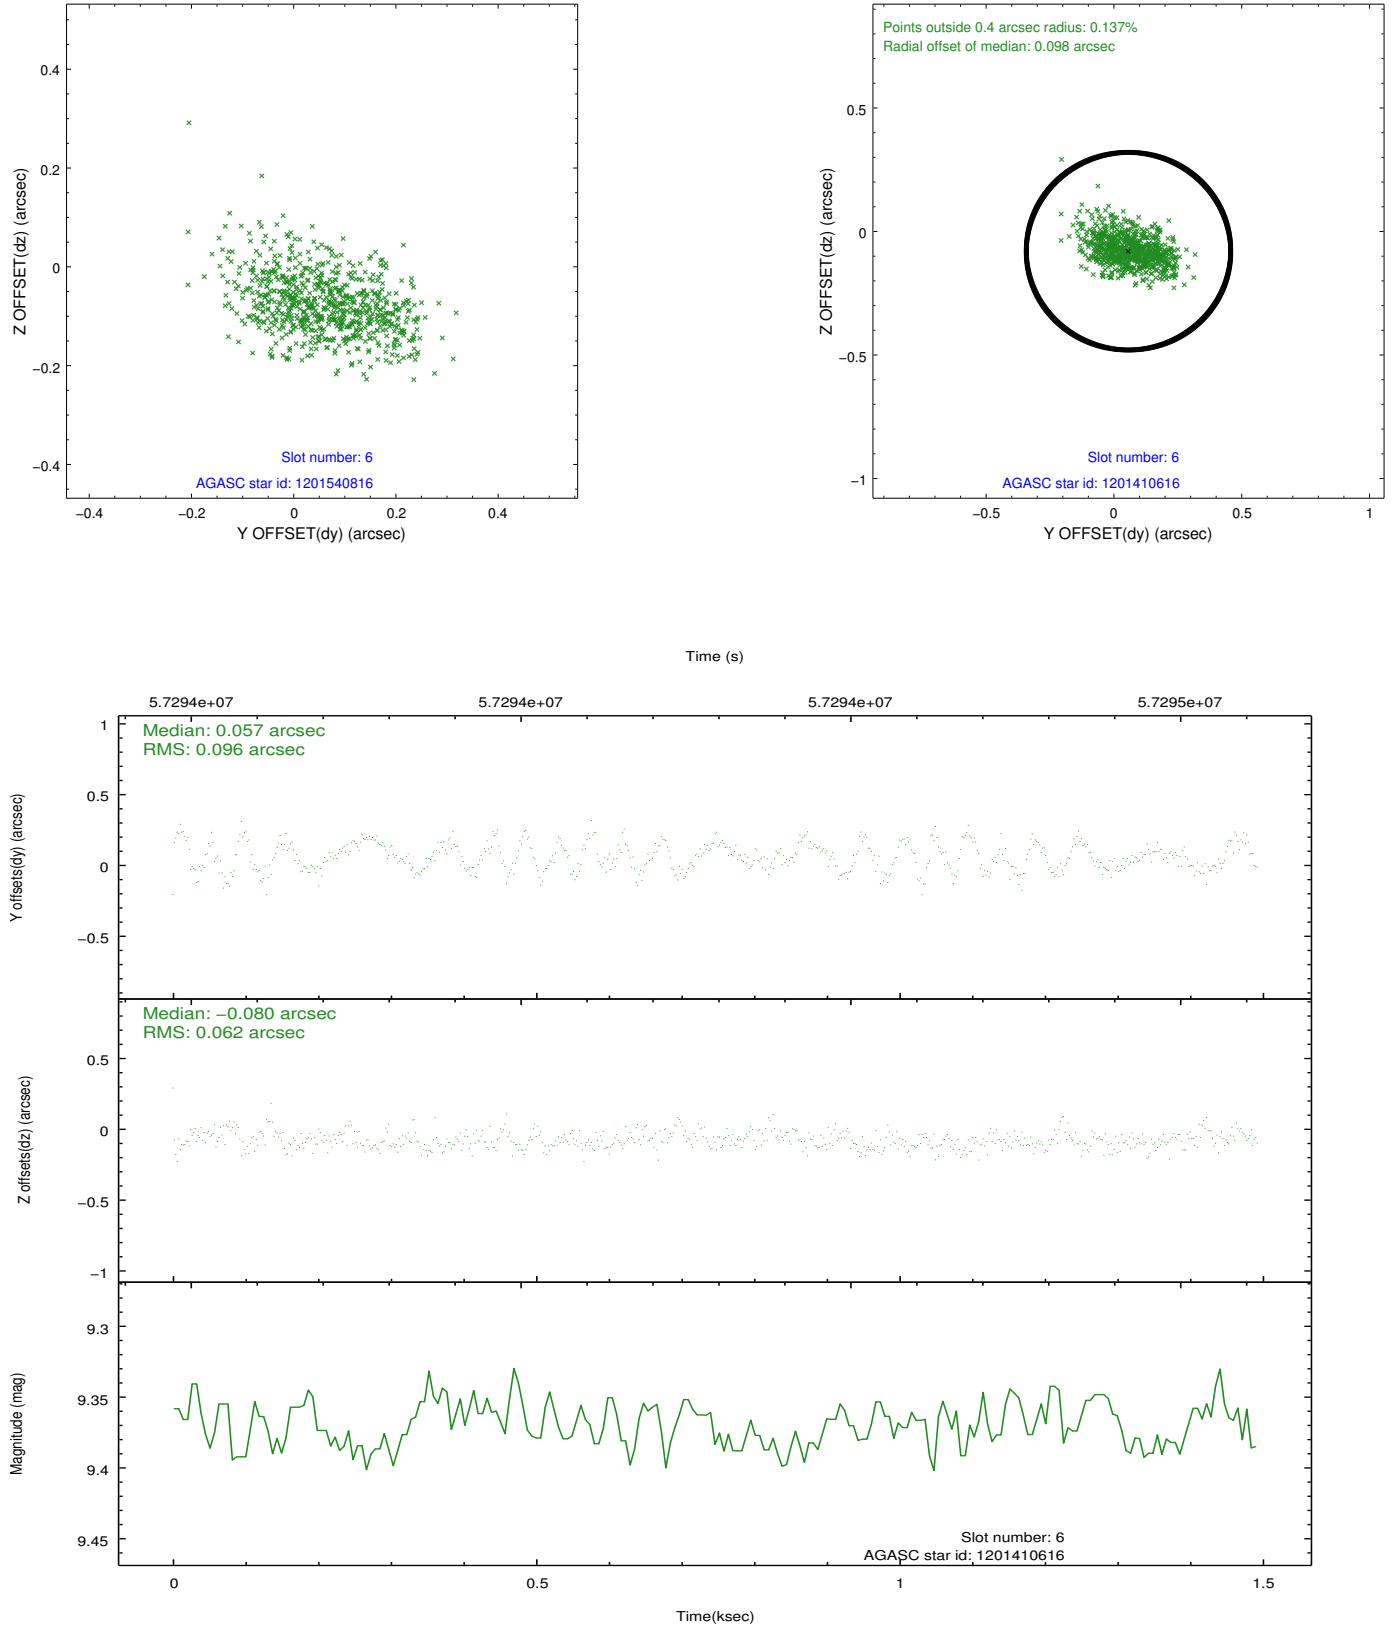 0.4
0.2
0
−0.2
−0.4
Z OFFSET(dz) (arcsec)
Slot number: 6
AGASC star id: 1201540816
−0.4
−0.2
0
0.2
0.4
Y OFFSET(dy) (arcsec)
Points outside 0.4 arcsec radius: 0.137%
Radial offset of median: 0.098 arcsec
0.5
0
−0.5
−1
Z OFFSET(dz) (arcsec)
Slot number: 6
AGASC star id: 1201410616
−0.5
0
0.5
1
Y OFFSET(dy) (arcsec)
Time (s)
5.7294e+07
5.7294e+07
5.7294e+07
5.7295e+07
Median: 0.057 arcsec
RMS: 0.096 arcsec
1
0.5
0
−0.5
Y offsets(dy) (arcsec)
Median: −0.080 arcsec
RMS: 0.062 arcsec
0.5
0
−0.5
−1
Z offsets(dz) (arcsec)
9.3
9.35
9.4
9.45
Magnitude (mag)
Slot number: 6
AGASC star id: 1201410616
0
0.5
1
1.5
Time(ksec)